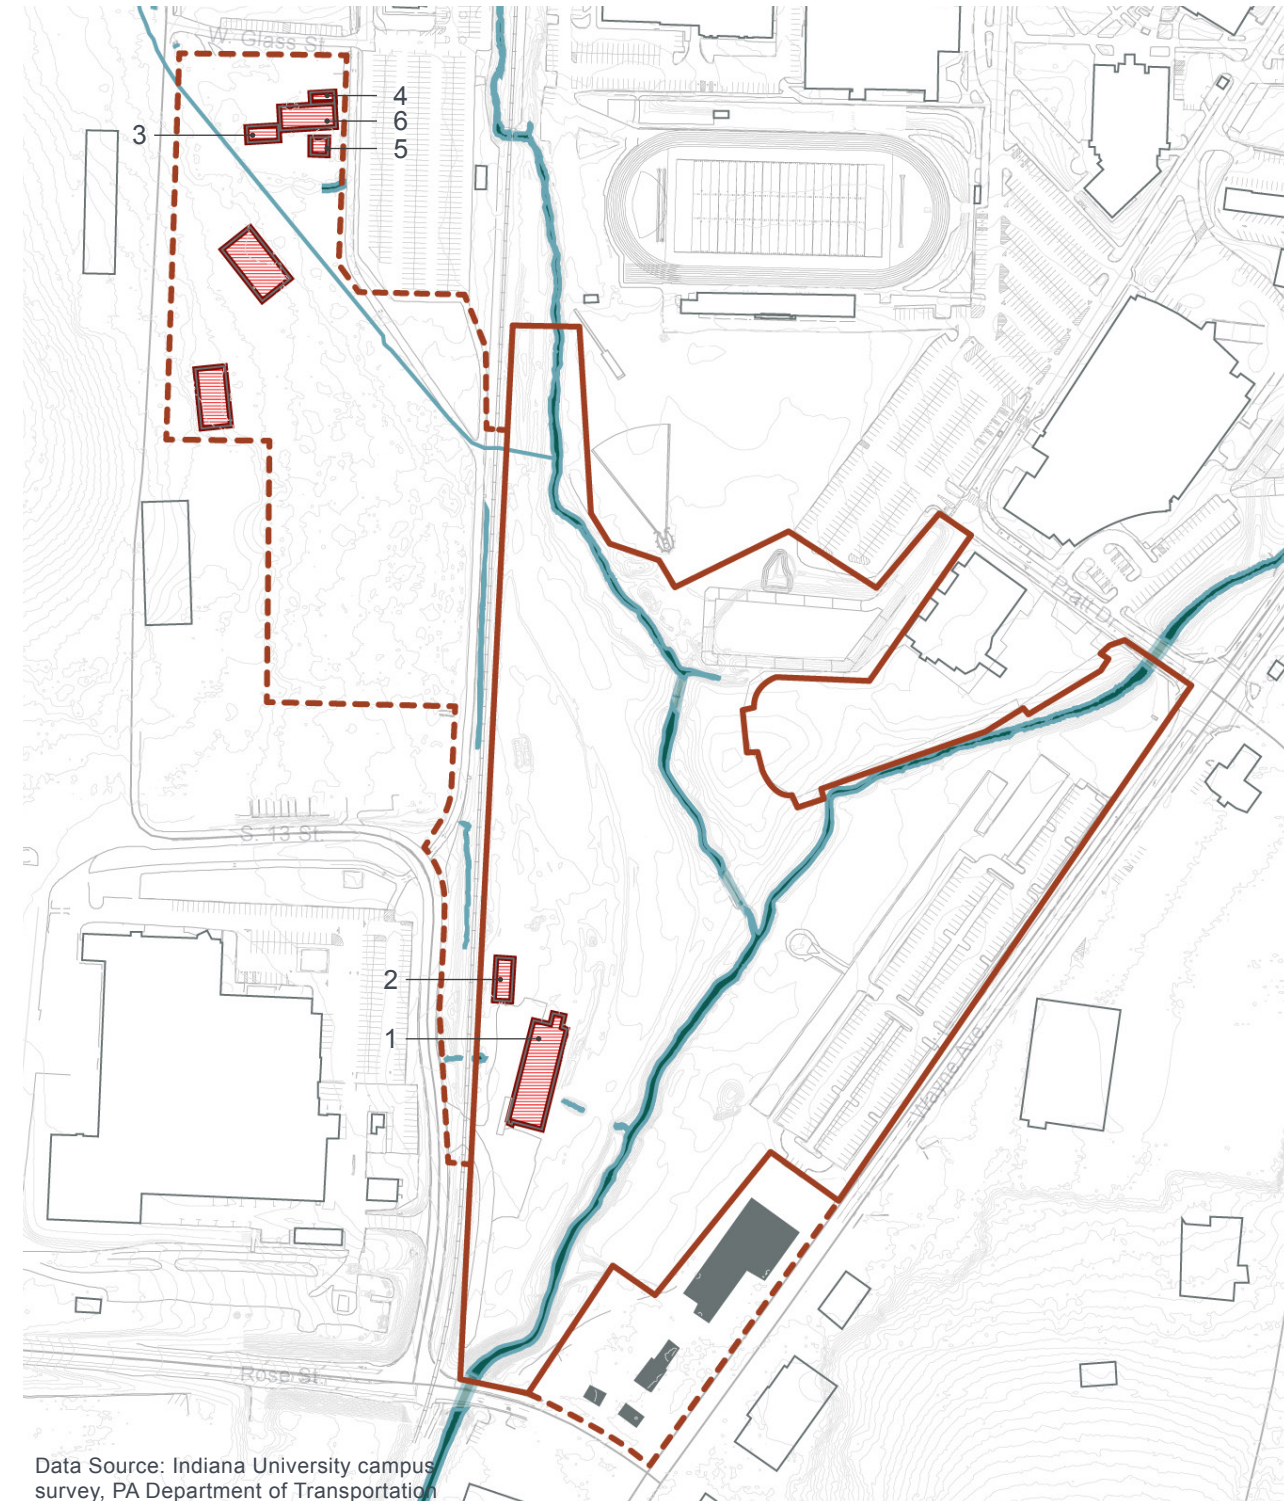 W. Glass St.
4
6
3
5
Pratt Dr.
S. 13 St.
2
1
Wayne Ave.
Rose St.
Data Source: Indiana University campus
survey, PA Department of Transportation